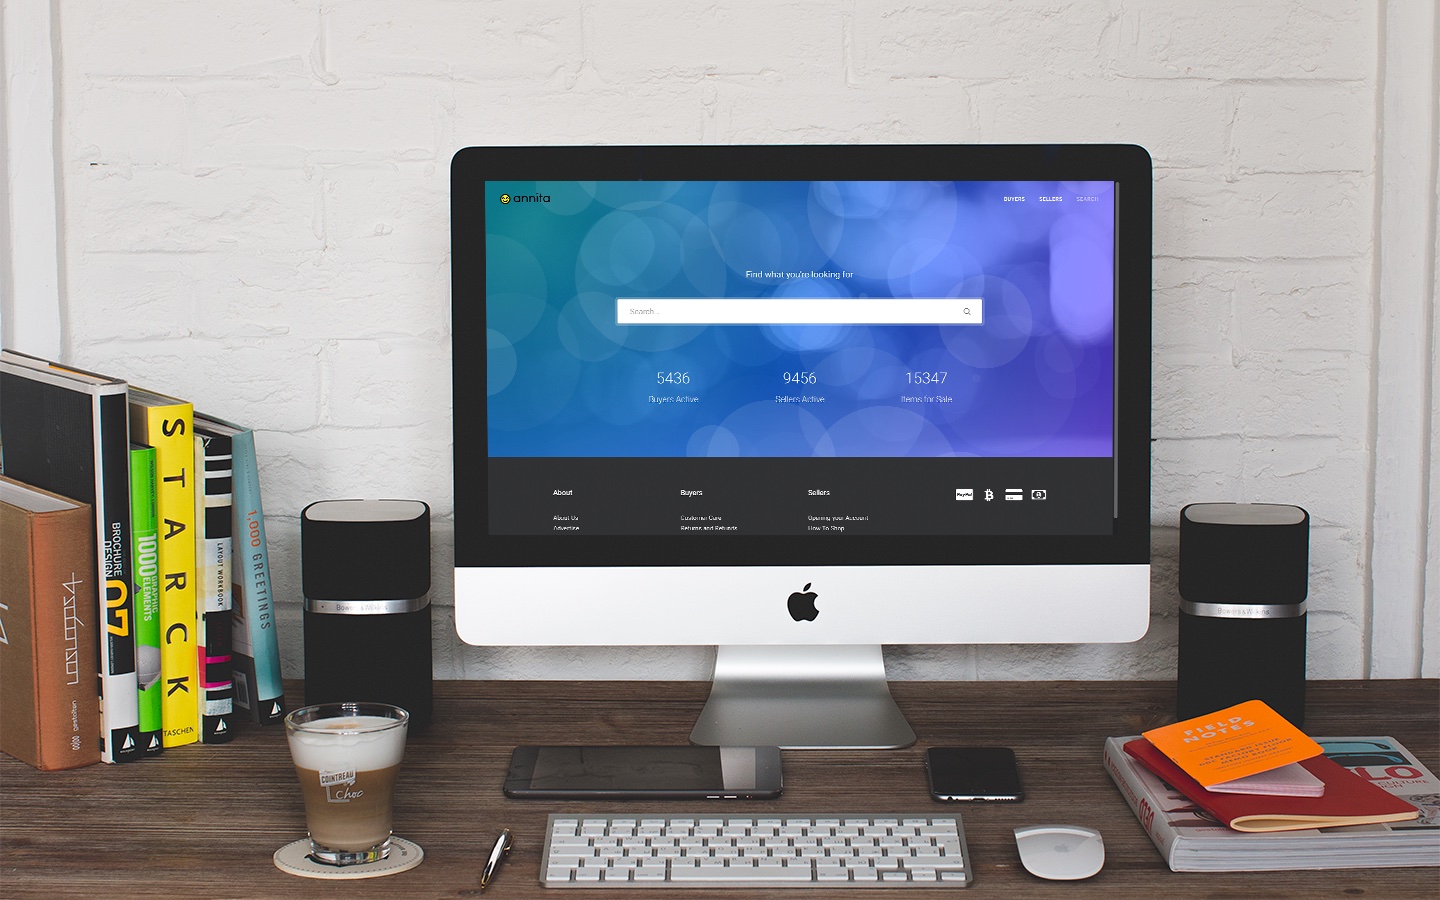 annita
BUYERS SELLERS SEARCH
Find what you're looking for
Search...
5436 9456 15347
Buyers Active Sellers Active Items for Sale
About Buyers Sellers
PayPal
About Us Customer Care Opening your Account
Advertise Returns and Refunds How To Shop
BROCHURE
DESIGN
07
1000 GRAPHIC
ELEMENTS
STARCK
TASCHEN
LAYOUT WORKBOOK
1,000 GREETINGS
gestalten
Bowers & Wilkins
Bowers & Wilkins
COINTREAU
Choc
FIELD
NOTES